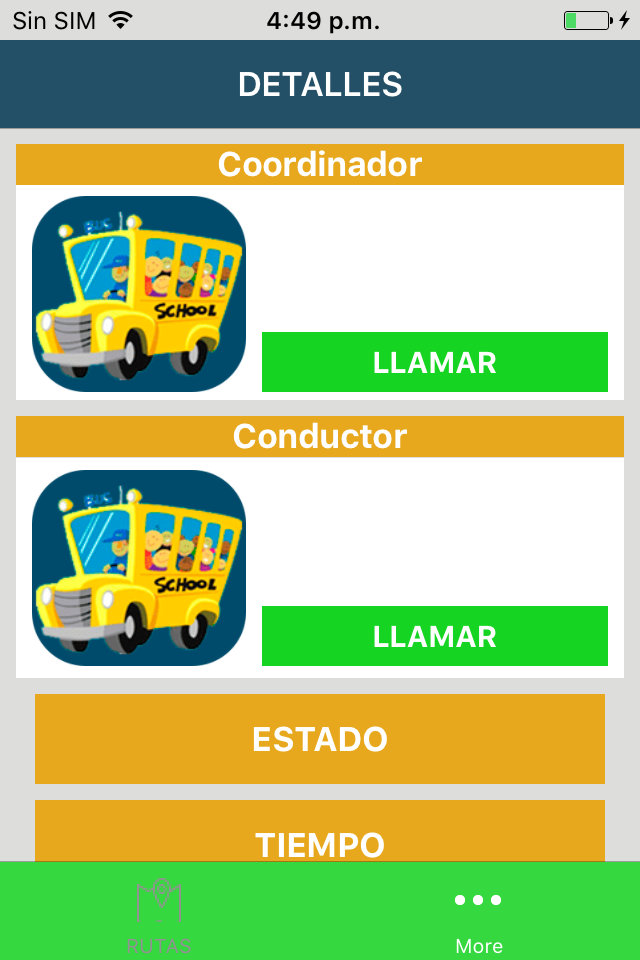 Sin SIM 4:49 p.m.
DETALLES
Coordinador
BUS
SCHOOL
LLAMAR
Conductor
BUS
SCHOOL
LLAMAR
ESTADO
TIEMPO
RUTAS
More